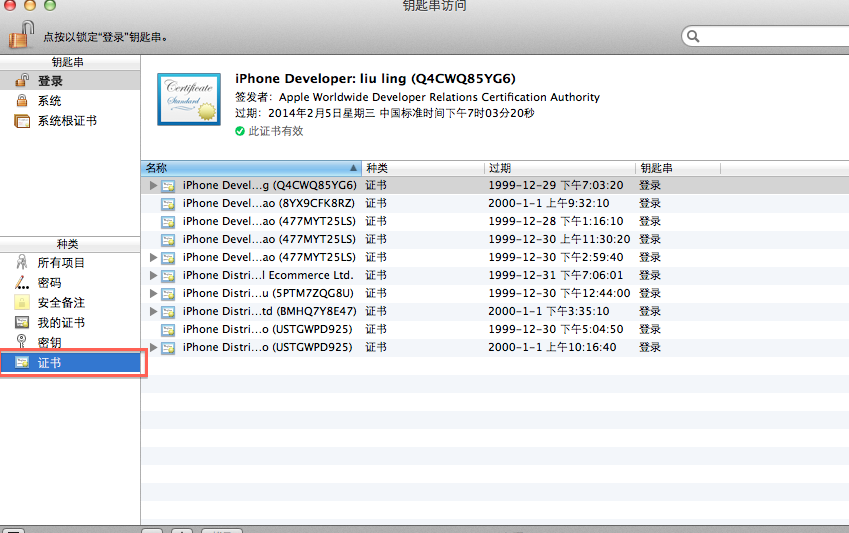 钥匙串访问
点按以锁定“登录”钥匙串。
钥匙串
登录
系统
系统根证书
Certificate
Standard
iPhone Developer: liu ling (Q4CWQ85YG6)
签发者：Apple Worldwide Developer Relations Certification Authority
过期：2014年2月5日星期三 中国标准时间下午7时03分20秒
此证书有效
名称 种类 过期 钥匙串
iPhone Devel...g (Q4CWQ85YG6) 证书 1999-12-29 下午7:03:20 登录
iPhone Devel...ao (8YX9CFK8RZ) 证书 2000-1-1 上午9:32:10 登录
iPhone Devel...ao (477MYT25LS) 证书 1999-12-28 下午1:16:10 登录
iPhone Devel...ao (477MYT25LS) 证书 1999-12-30 上午11:30:20 登录
iPhone Devel...ao (477MYT25LS) 证书 1999-12-30 下午2:59:40 登录
iPhone Distri...l Ecommerce Ltd. 证书 1999-12-31 下午7:06:01 登录
iPhone Distri...u (5PTM7ZQG8U) 证书 1999-12-30 下午12:44:00 登录
iPhone Distri...td (BMHQ7Y8E47) 证书 2000-1-1 下午3:35:10 登录
iPhone Distri...o (USTGWPD925) 证书 1999-12-30 下午5:04:50 登录
iPhone Distri...o (USTGWPD925) 证书 2000-1-1 上午10:16:40 登录
种类
所有项目
密码
安全备注
我的证书
密钥
证书